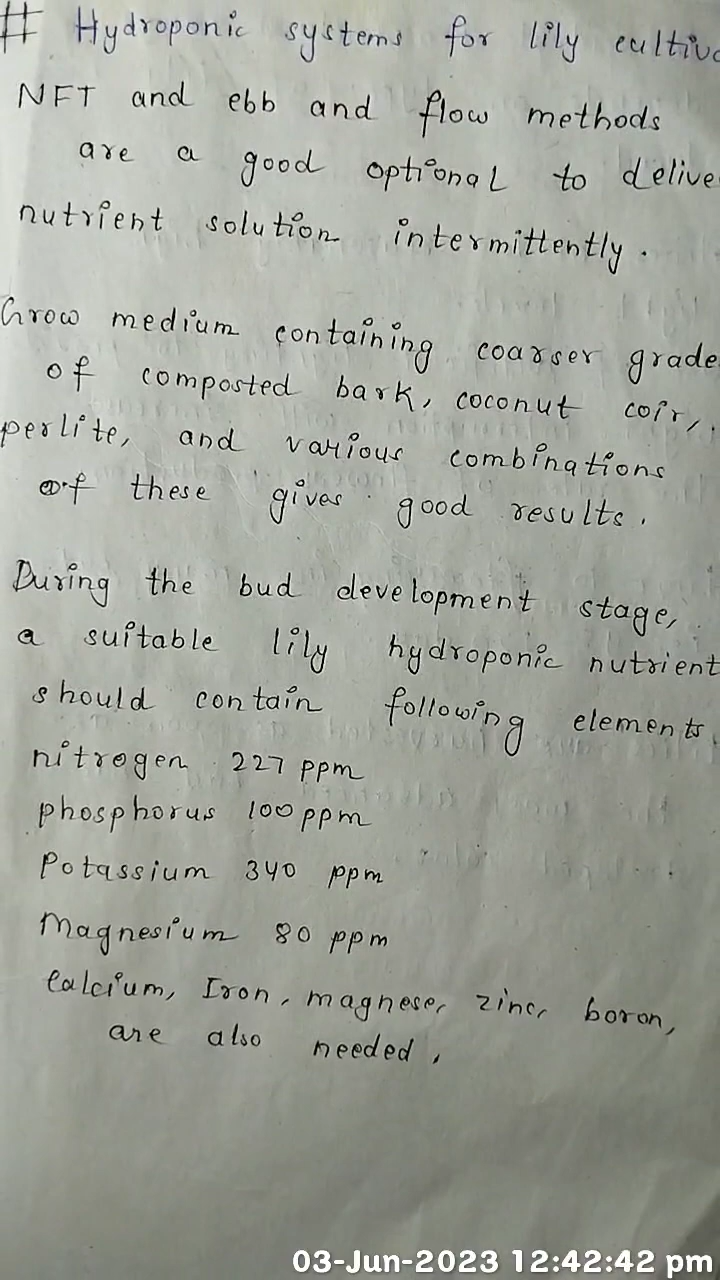 # Hydroponic systems for lily cultivo
NFT and ebb and flow methods
are a good optional to delive
nutrient solution intermittently.
Grow medium containing coarser grade
of composted bark, coconut coir,
perlite, and various combinations
of these gives good results.
During the bud development stage,
a suitable lily hydroponic nutrient
should contain following elements.
nitrogen 227 ppm
phosphorus 100 ppm
Potassium 340 ppm
Magnesium 80 ppm
Calcium, Iron, magnese, zinc, boron,
are also needed,
03-Jun-2023 12:42:42 pm